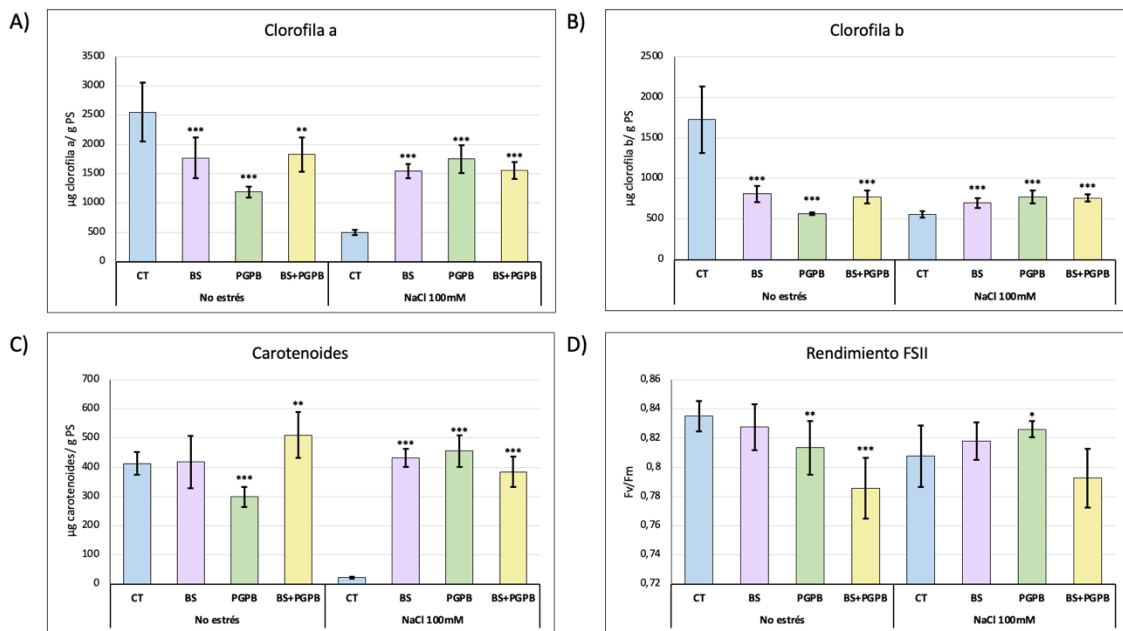 A)
Clorofila a
µg clorofila a/ g PS
3500
3000
2500
2000
1500
1000
500
0
***
***
**
***
***
***
CT BS PGPB BS+PGPB CT BS PGPB BS+PGPB
No estrés NaCl 100mM
B)
Clorofila b
µg clorofila b/ g PS
2500
2000
1500
1000
500
0
***
***
***
***
***
***
CT BS PGPB BS+PGPB CT BS PGPB BS+PGPB
No estrés NaCl 100mM
C)
Carotenoides
µg carotenoides/ g PS
700
600
500
400
300
200
100
0
***
**
***
***
***
CT BS PGPB BS+PGPB CT BS PGPB BS+PGPB
No estrés NaCl 100mM
D)
Rendimiento FSII
Fv/Fm
0,86
0,84
0,82
0,8
0,78
0,76
0,74
0,72
**
***
*
CT BS PGPB BS+PGPB CT BS PGPB BS+PGPB
No estrés NaCl 100mM